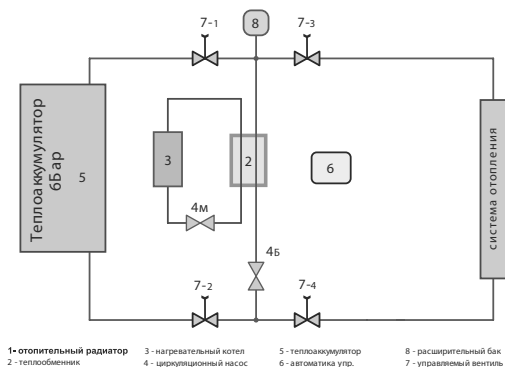 7-1
8
7-3
Теплоаккумулятор
6Бар
5
3
2
6
система отопления
4м
4Б
7-2
7-4
1- отопительный радиатор
3 - нагревательный котел
5 - теплоаккумулятор
8 - расширительный бак
2 - теплообменник
4 - циркуляционный насос
6 - автоматика упр.
7 - управляемый вентиль